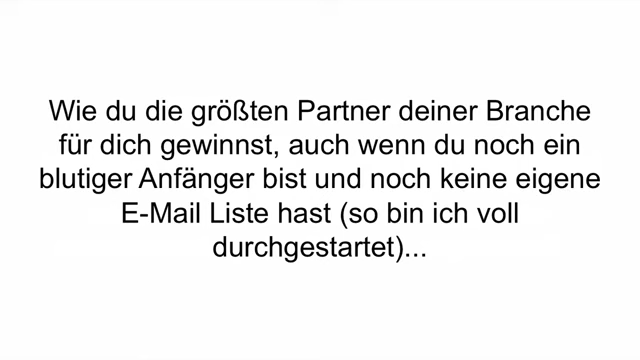 Wie du die größten Partner deiner Branche
für dich gewinnst, auch wenn du noch ein
blutiger Anfänger bist und noch keine eigene
E-Mail Liste hast (so bin ich voll
durchgestartet)...